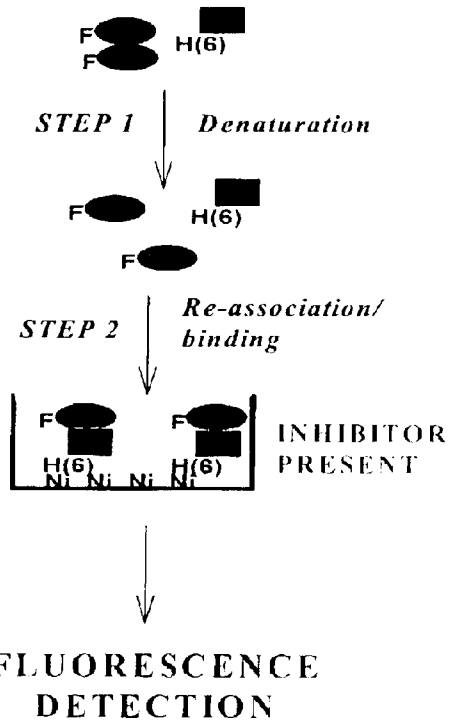 F
F H(6)
STEP 1 Denaturation
F H(6)
F
STEP 2 Re-association/
binding
F F
H(6) H(6)
Ni Ni Ni Ni
INHIBITOR
PRESENT
FLUORESCENCE
DETECTION